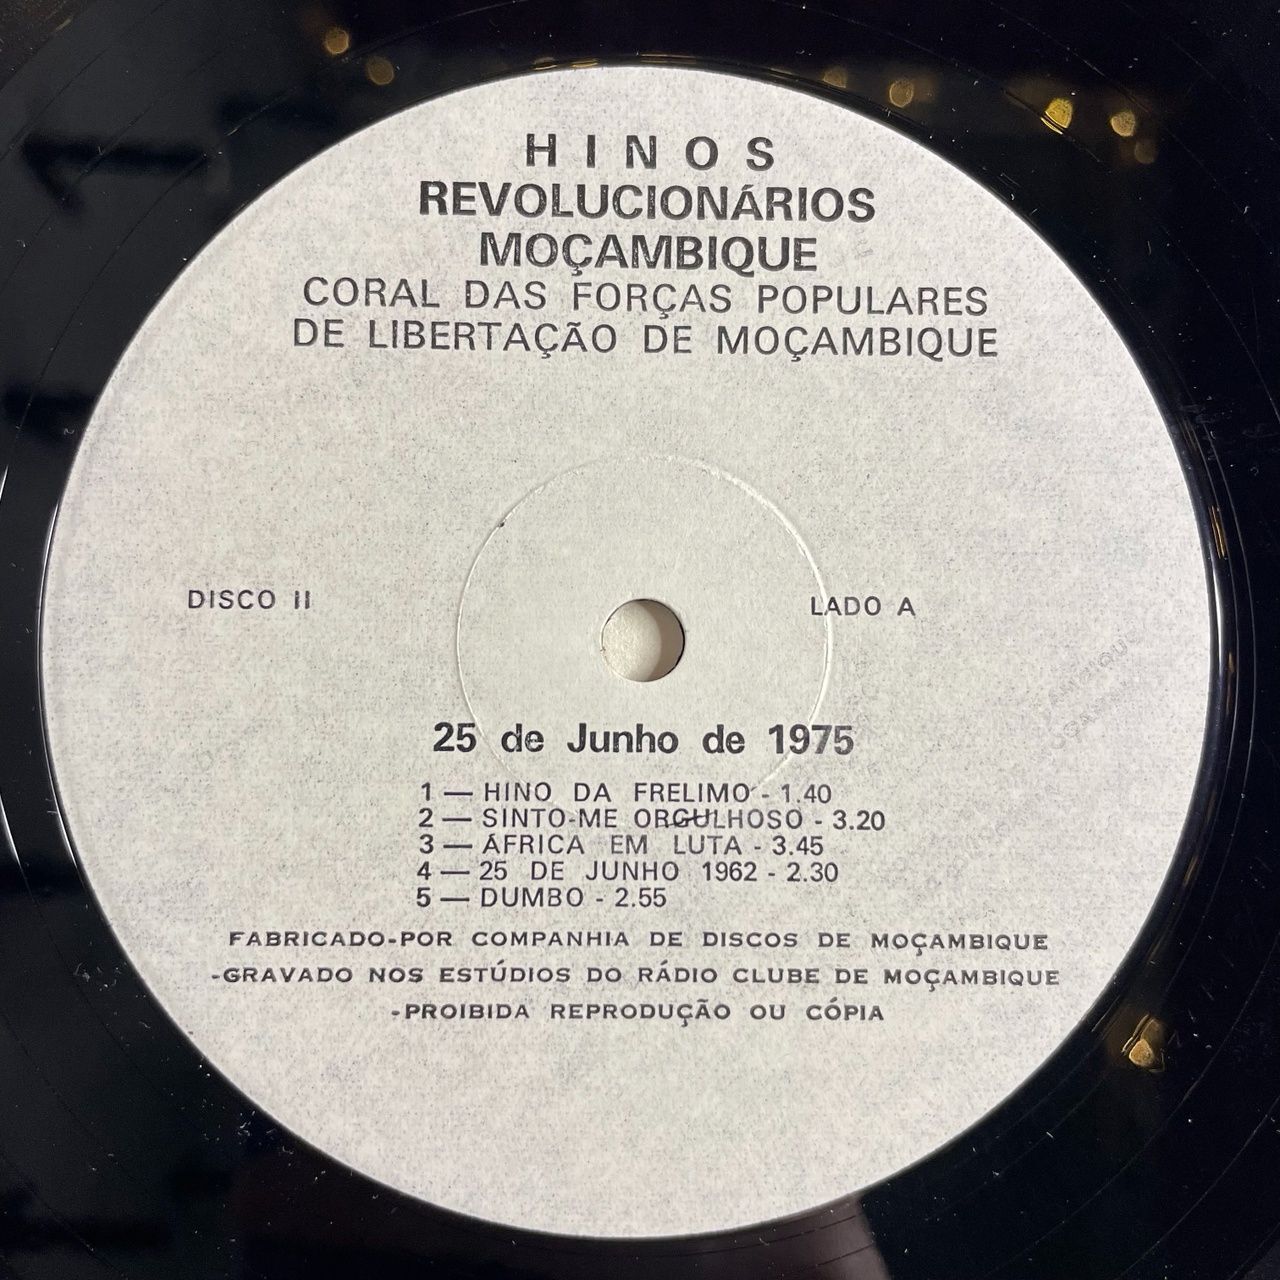 HINOS
REVOLUCIONÁRIOS
MOÇAMBIQUE
CORAL DAS FORÇAS POPULARES
DE LIBERTAÇÃO DE MOÇAMBIQUE
DISCO II
LADO A
25 de Junho de 1975
1 — HINO DA FRELIMO - 1.40
2 — SINTO-ME ORGULHOSO - 3.20
3 — ÁFRICA EM LUTA - 3.45
4 — 25 DE JUNHO 1962 - 2.30
5 — DUMBO - 2.55
FABRICADO-POR COMPANHIA DE DISCOS DE MOÇAMBIQUE
-GRAVADO NOS ESTÚDIOS DO RÁDIO CLUBE DE MOÇAMBIQUE
-PROIBIDA REPRODUÇÃO OU CÓPIA